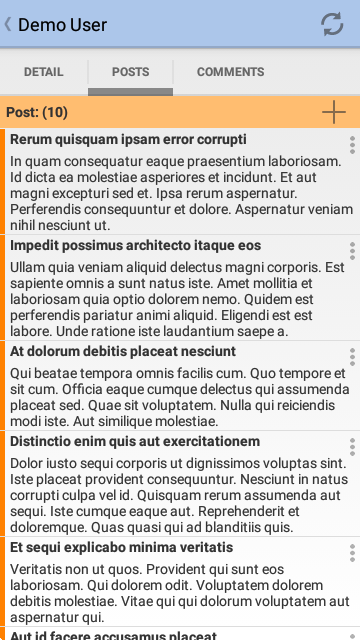 Demo User
DETAIL
POSTS
COMMENTS
Post: (10)
Rerum quisquam ipsam error corrupti
In quam consequatur eaque praesentium laboriosam.
Id dicta ea molestiae asperiores et incidunt. Et aut
magni excepturi sed et. Ipsa rerum aspernatur.
Perferendis consequuntur et dolore. Aspernatur veniam
nihil nesciunt ut.
Impedit possimus architecto itaque eos
Ullam quia veniam aliquid delectus magni corporis. Est
sapiente omnis a sunt natus iste. Amet mollitia et
laboriosam quia optio dolorem nemo. Quidem est
perferendis pariatur animi aliquid. Eligendi est est
labore. Unde ratione iste laudantium saepe a.
At dolorum debitis placeat nesciunt
Qui beatae tempora omnis facilis cum. Quo tempore et
sit cum. Officia eaque cumque delectus qui assumenda
placeat sed. Quae sit voluptatem. Nulla qui reiciendis
modi iste. Aut similique molestiae.
Distinctio enim quis aut exercitationem
Dolor iusto sequi corporis ut dignissimos voluptas sint.
Iste placeat provident consequuntur. Nesciunt in natus
corrupti culpa vel id. Quisquam rerum assumenda aut
sequi. Iste cumque eaque aut. Reprehenderit et
doloremque. Quas quasi qui ad blanditiis quis.
Et sequi explicabo minima veritatis
Veritatis non ut quos. Provident qui sunt eos
laboriosam. Qui dolorem odit. Voluptatem dolorem
debitis molestiae. Vitae qui qui dolorum voluptatem aut
aspernatur qui.
Aut id facere accusamus placeat